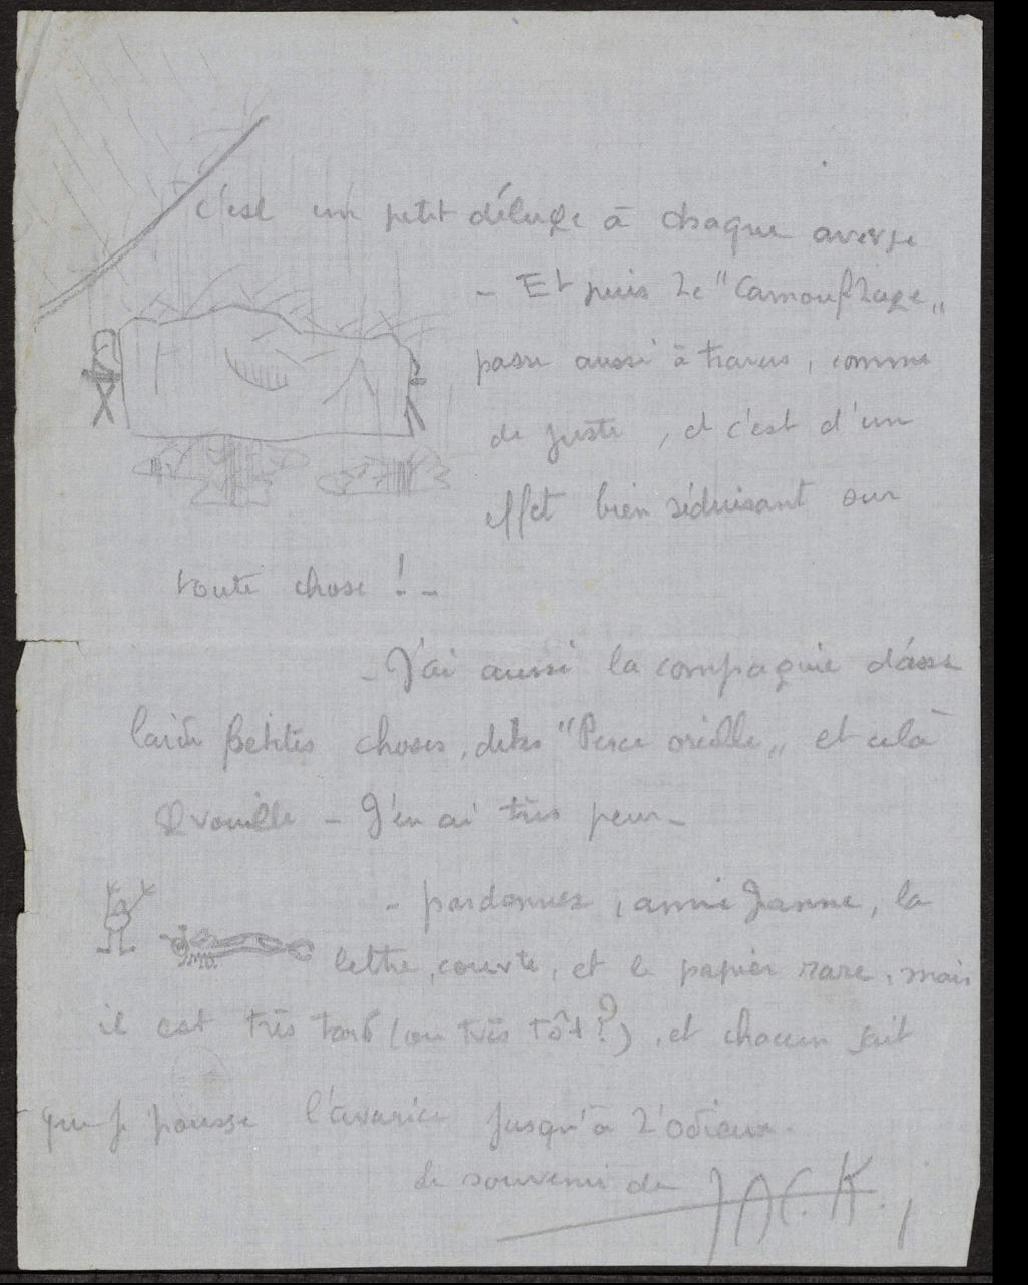 c'est un petit déluge à chaque averse
- Et puis le "Camouflage"
passe aussi à travers, comme
de juste, et c'est d'un
effet bien séduisant sur
toute chose ! -
- J'ai aussi la compagnie d'assez
laides petites choses, dites "Perce oreille" et celà
grouille - J'en ai très peur -
- pardonnez, amie Jeanne, la
lettre, courte, et le papier rare, mais
il est très tard (ou très tôt ?), et chacun sait
que je pousse l'avarice jusqu'à l'odieux.
Le souvenir de JACK.